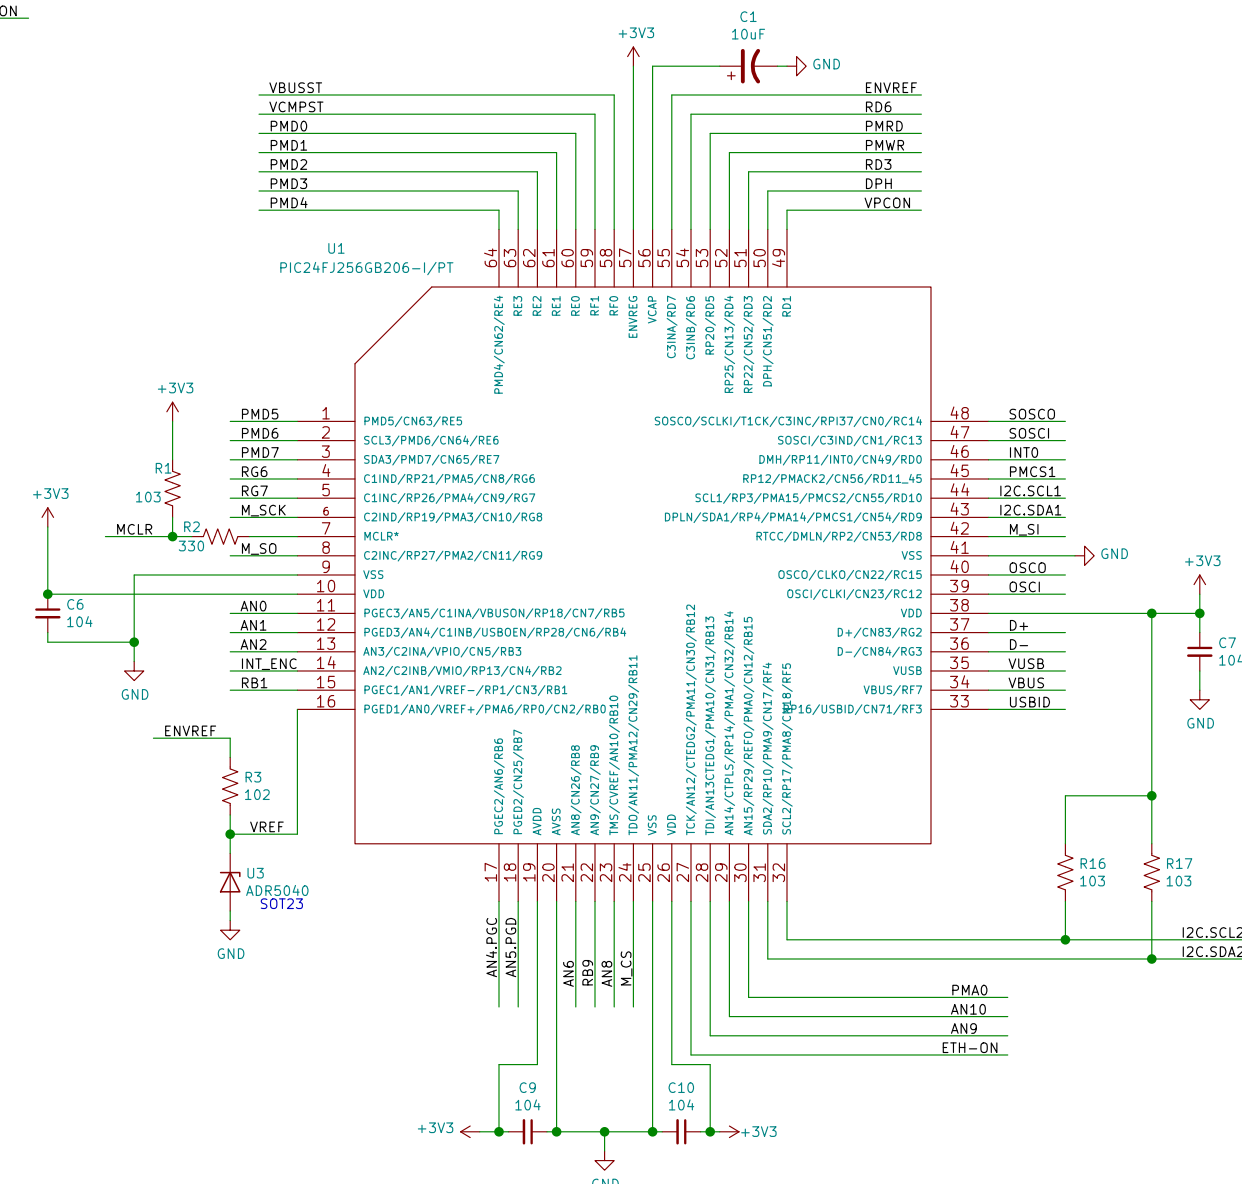 ON
C1
10uF
+3V3
GND
+
VBUSST
VCMPST
PMD0
PMD1
PMD2
PMD3
PMD4
ENVREF
RD6
PMRD
PMWR
RD3
DPH
VPCON
U1
PIC24FJ256GB206-I/PT
64
63
62
61
60
59
58
57
56
55
54
53
52
51
50
49
PMD4/CN62/RE4
RE3
RE2
RE1
RE0
RF1
RF0
ENVREG
VCAP
C3INA/RD7
C3INB/RD6
RP20/RD5
RP25/CN13/RD4
RP22/CN52/RD3
DPH/CN51/RD2
RD1
+3V3
R1
103
+3V3
MCLR
R2
330
C6
104
GND
PMD5 1 PMD5/CN63/RE5
PMD6 2 SCL3/PMD6/CN64/RE6
PMD7 3 SDA3/PMD7/CN65/RE7
RG6 4 C1IND/RP21/PMA5/CN8/RG6
RG7 5 C1INC/RP26/PMA4/CN9/RG7
M_SCK 6 C2IND/RP19/PMA3/CN10/RG8
7 MCLR*
M_SO 8 C2INC/RP27/PMA2/CN11/RG9
9 VSS
10 VDD
AN0 11 PGEC3/AN5/C1INA/VBUSON/RP18/CN7/RB5
AN1 12 PGED3/AN4/C1INB/USBOEN/RP28/CN6/RB4
AN2 13 AN3/C2INA/VPIO/CN5/RB3
INT_ENC 14 AN2/C2INB/VMIO/RP13/CN4/RB2
RB1 15 PGEC1/AN1/VREF-/RP1/CN3/RB1
16 PGED1/AN0/VREF+/PMA6/RP0/CN2/RB0
SOSCO/SCLKI/T1CK/C3INC/RPI37/CN0/RC14 48 SOSCO
SOSCI/C3IND/CN1/RC13 47 SOSCI
DMH/RP11/INT0/CN49/RD0 46 INT0
RP12/PMACK2/CN56/RD11_45 45 PMCS1
SCL1/RP3/PMA15/PMCS2/CN55/RD10 44 I2C.SCL1
DPLN/SDA1/RP4/PMA14/PMCS1/CN54/RD9 43 I2C.SDA1
RTCC/DMLN/RP2/CN53/RD8 42 M_SI
VSS 41 GND
OSCO/CLKO/CN22/RC15 40 OSCO
OSCI/CLKI/CN23/RC12 39 OSCI
VDD 38
D+/CN83/RG2 37 D+
D-/CN84/RG3 36 D-
VUSB 35 VUSB
VBUS/RF7 34 VBUS
RP16/USBID/CN71/RF3 33 USBID
+3V3
C7
104
GND
ENVREF
R3
102
VREF
U3
ADR5040
SOT23
GND
PGEC2/AN6/RB6
PGED2/CN25/RB7
AVDD
AVSS
AN8/CN26/RB8
AN9/CN27/RB9
TMS/CVREF/AN10/RB10
TDO/AN11/PMA12/CN29/RB11
VSS
VDD
TCK/AN12/CTEDG2/PMA11/CN30/RB12
TDI/AN13CTEDG1/PMA10/CN31/RB13
AN14/CTPLS/RP14/PMA1/CN32/RB14
AN15/RP29/REFO/PMA0/CN12/RB15
SDA2/RP10/PMA9/CN17/RF4
SCL2/RP17/PMA8/CN18/RF5
17
18
19
20
21
22
23
24
25
26
27
28
29
30
31
32
AN4.PGC
AN5.PGD
AN6
RB9
AN8
M_CS
R16
103
R17
103
I2C.SCL2
I2C.SDA2
PMA0
AN10
AN9
ETH-ON
C9
104
C10
104
+3V3
+3V3
GND